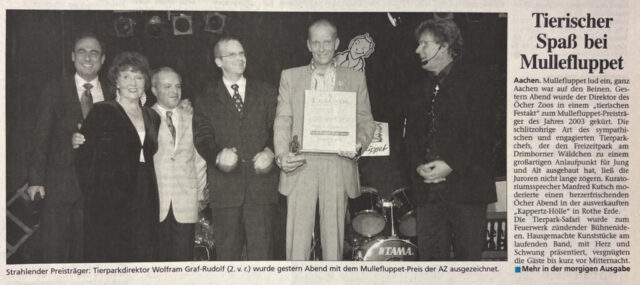 Tierischer
Spaß bei
Mullefluppet
Aachen. Mullefluppet lud ein, ganz
Aachen war auf den Beinen. Ges-
tern Abend wurde der Direktor des
Öcher Zoos in einem „tierischen
Festakt" zum Mullefluppet-Preisträ-
ger des Jahres 2003 gekürt. Die
schlitzohrige Art des sympathi-
schen und engagierten Tierpark-
chefs, der den Freizeitpark am
Drimborner Wäldchen zu einem
großartigen Anlaufpunkt für Jung
und Alt ausgebaut hat, ließ die
Juroren nicht lange zögern. Kurato-
riumssprecher Manfred Kutsch mo-
derierte einen herzerfrischenden
Öcher Abend in der ausverkauften
„Kappertz-Hölle" in Rothe Erde.
Die Tierpark-Safari wurde zum
Feuerwerk zündender Bühnenide-
en. Hausgemachte Kunststücke am
laufenden Band, mit Herz und
Schwung präsentiert, vergnügten
die Gäste bis kurz vor Mitternacht.
Mehr in der morgigen Ausgabe
TAMA
Strahlender Preisträger: Tierparkdirektor Wolfram Graf-Rudolf (2. v. r.) wurde gestern Abend mit dem Mullefluppet-Preis der AZ ausgezeichnet.